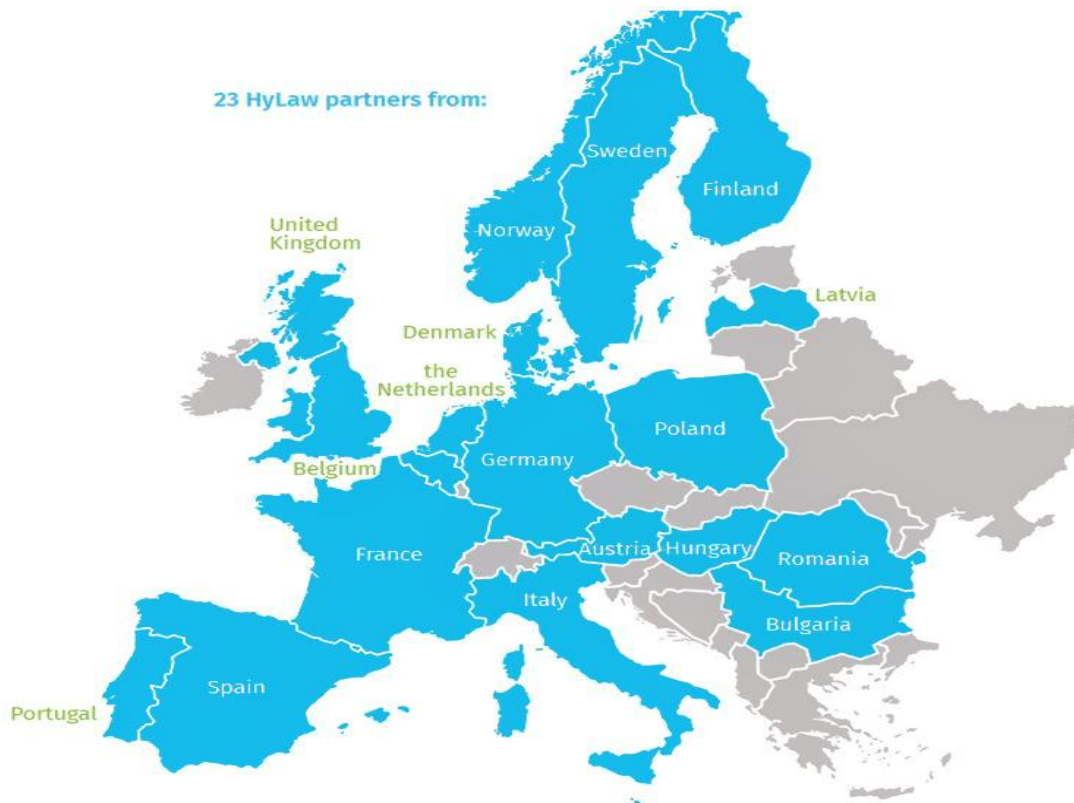 23 HyLaw partners from:
Sweden
Finland
United
Kingdom
Norway
Latvia
Denmark
the
Netherlands
Poland
Belgium
Germany
France
Austria
Hungary
Romania
Italy
Bulgaria
Spain
Portugal